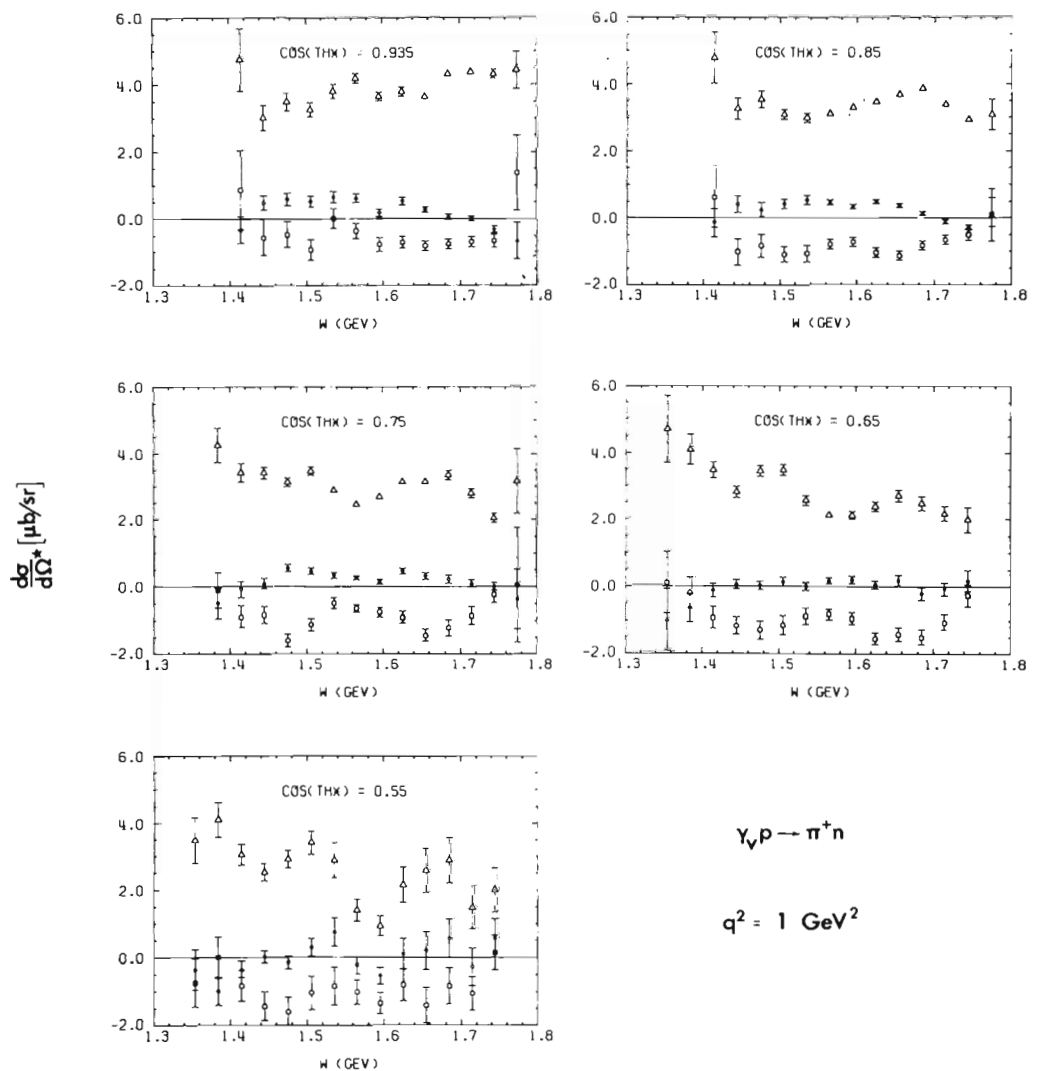 6.0
4.0
2.0
0.0
-2.0
COS(THX) = 0.935
1.3 1.4 1.5 1.6 1.7 1.8
W (GEV)
6.0
4.0
2.0
0.0
-2.0
COS(THX) = 0.85
1.3 1.4 1.5 1.6 1.7 1.8
W (GEV)
dσ/dΩ* [μb/sr]
6.0
4.0
2.0
0.0
-2.0
COS(THX) = 0.75
1.3 1.4 1.5 1.6 1.7 1.8
W (GEV)
6.0
4.0
2.0
0.0
-2.0
COS(THX) = 0.65
1.3 1.4 1.5 1.6 1.7 1.8
W (GEV)
6.0
4.0
2.0
0.0
-2.0
COS(THX) = 0.55
1.3 1.4 1.5 1.6 1.7 1.8
W (GEV)
γᵥp → π⁺n
q² = 1 GeV²